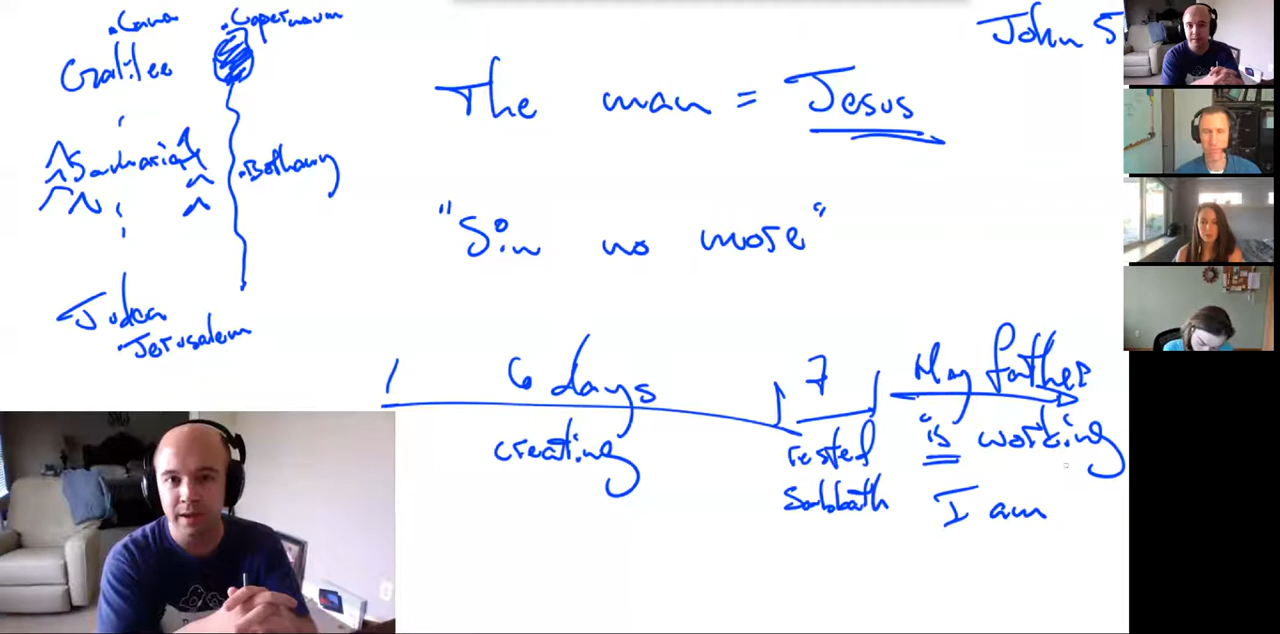 .Cana .Capernaum
Galilee
Samaria
.Bethany
Judea
.Jerusalem
John 5
The man = Jesus
"Sin no more"
6 days 7 My father
creating rested "is working"
Sabbath I am